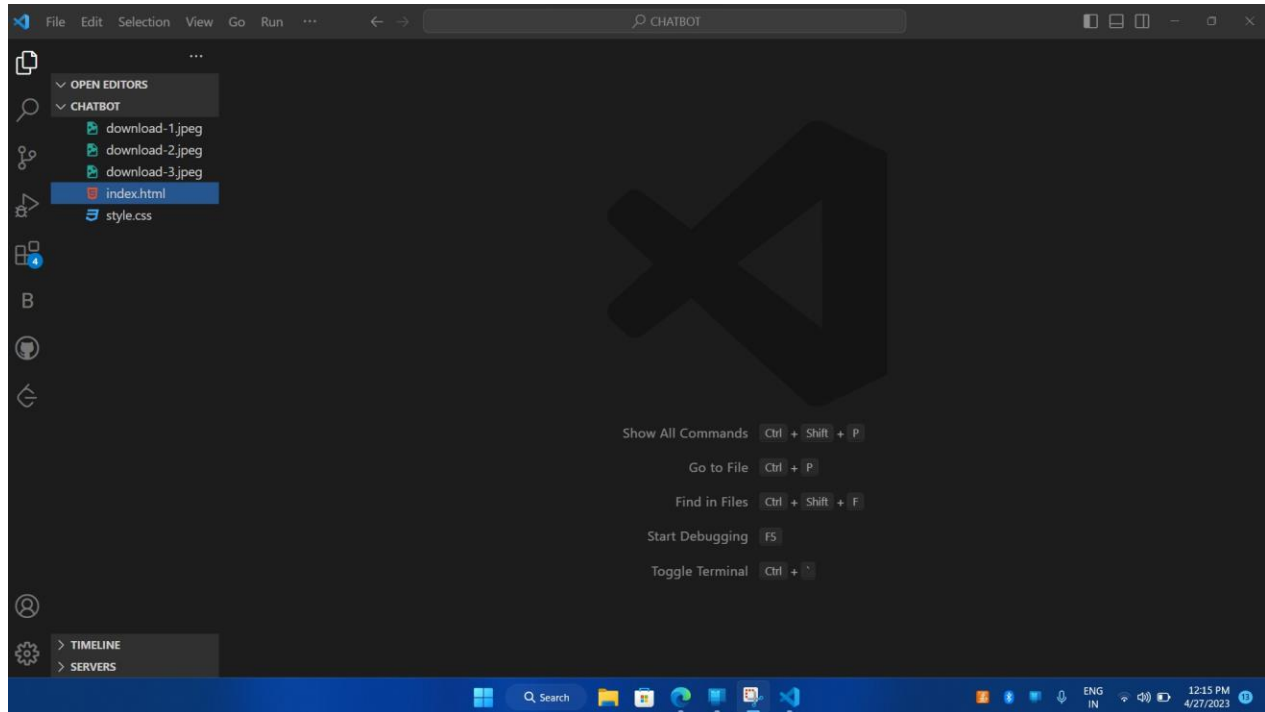 File Edit Selection View Go Run ··· CHATBOT
···
OPEN EDITORS
CHATBOT
download-1.jpeg
download-2.jpeg
download-3.jpeg
index.html
style.css
4
B
Show All Commands Ctrl + Shift + P
Go to File Ctrl + P
Find in Files Ctrl + Shift + F
Start Debugging F5
Toggle Terminal Ctrl + `
TIMELINE
SERVERS
Search
ENG
IN
12:15 PM
4/27/2023
13